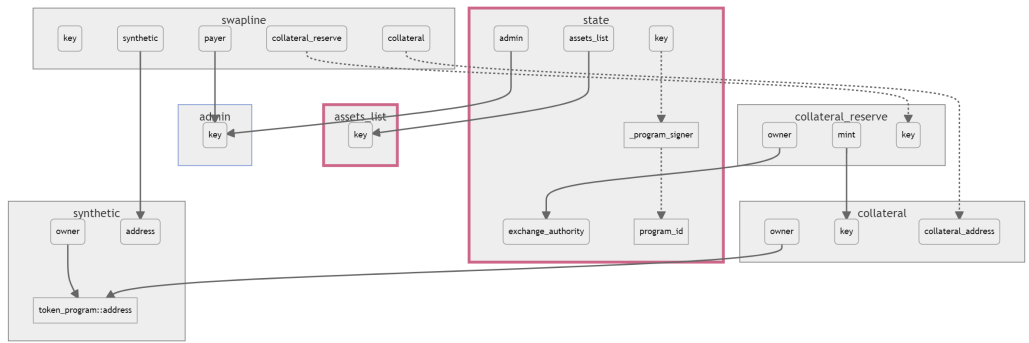 swapline
key
synthetic
payer
collateral_reserve
collateral
state
admin
assets_list
key
admin
key
assets_list
key
_program_signer
collateral_reserve
owner
mint
key
synthetic
owner
address
token_program::address
exchange_authority
program_id
collateral
owner
key
collateral_address